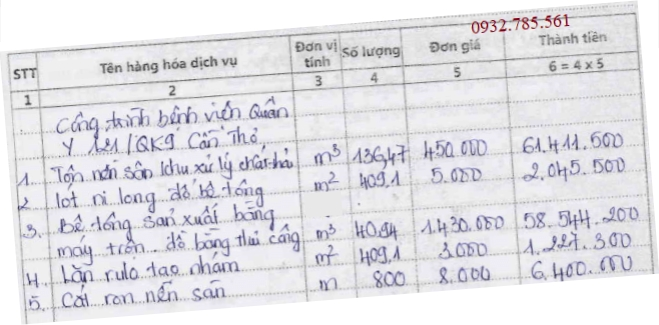 0932.785.561
STT Tên hàng hóa dịch vụ Đơn vị tính Số lượng Đơn giá Thành tiền
1 2 3 4 5 6 = 4 x 5
Công trình bệnh viện Quân
Y 121/QK9 Cần Thơ,
1. Tôn nền sân khu xử lý chất thải m³ 136,47 450.000 61.411.500
2 lót ni long đổ bê tông m² 409.1 5.000 2.045.500
3. Bê tông sản xuất bằng
máy trộn đổ bằng thủ công m³ 40.94 1.430.000 58.544.200
4. Lăn rulo tạo nhám m² 409,1 3.000 1.227.300
5. Cắt ron nền sân m 800 8.000 6.400.000